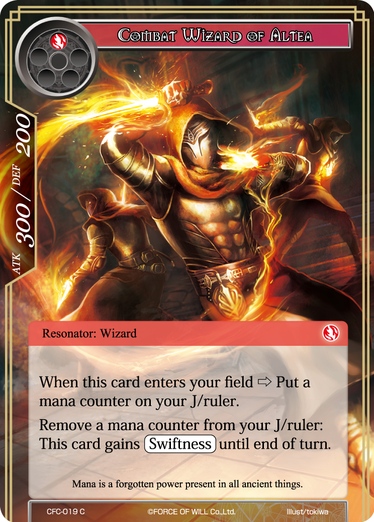 Combat Wizard of Altea
ATK 300 / DEF 200
Resonator: Wizard
When this card enters your field ⇨ Put a
mana counter on your J/ruler.
Remove a mana counter from your J/ruler:
This card gains Swiftness until end of turn.
Mana is a forgotten power present in all ancient things.
CFC-019 C ©FORCE OF WILL Co.,Ltd. Illust/tokiwa